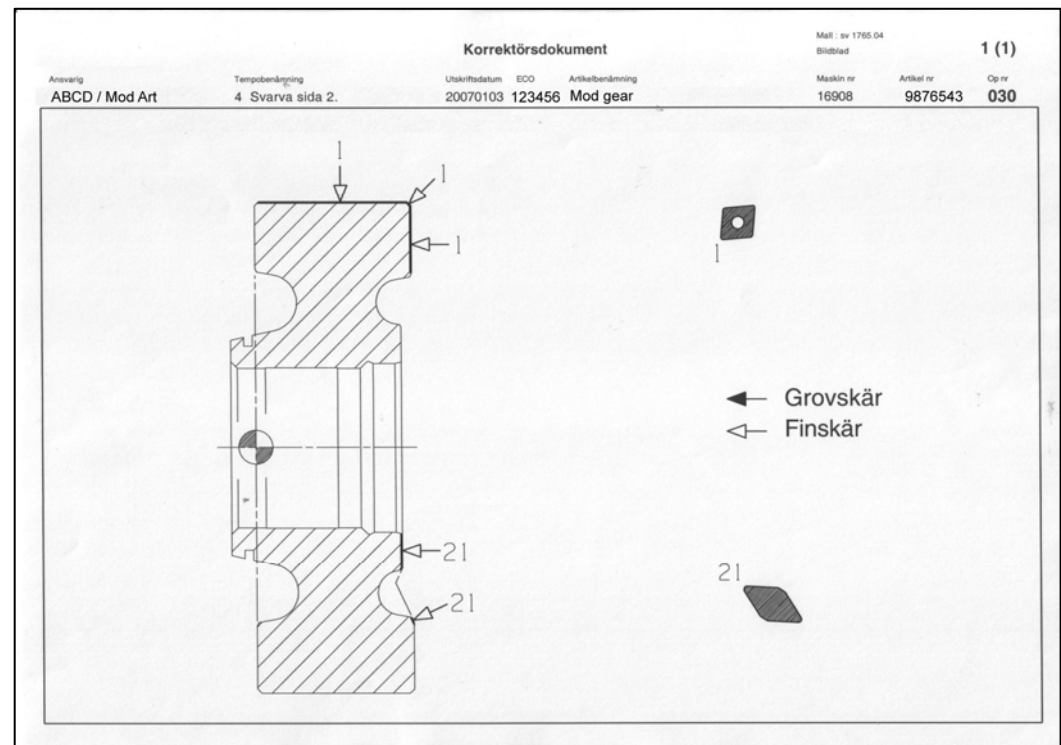 Mall : sv 1765.04
Korrektörsdokument
Bildblad
1 (1)
Ansvarig Tempobenämning Utskriftsdatum ECO Artikelbenämning Maskin nr Artikel nr Op nr
ABCD / Mod Art 4 Svarva sida 2. 20070103 123456 Mod gear 16908 9876543 030
1
1
1
1
Grovskär
Finskär
21
21
21